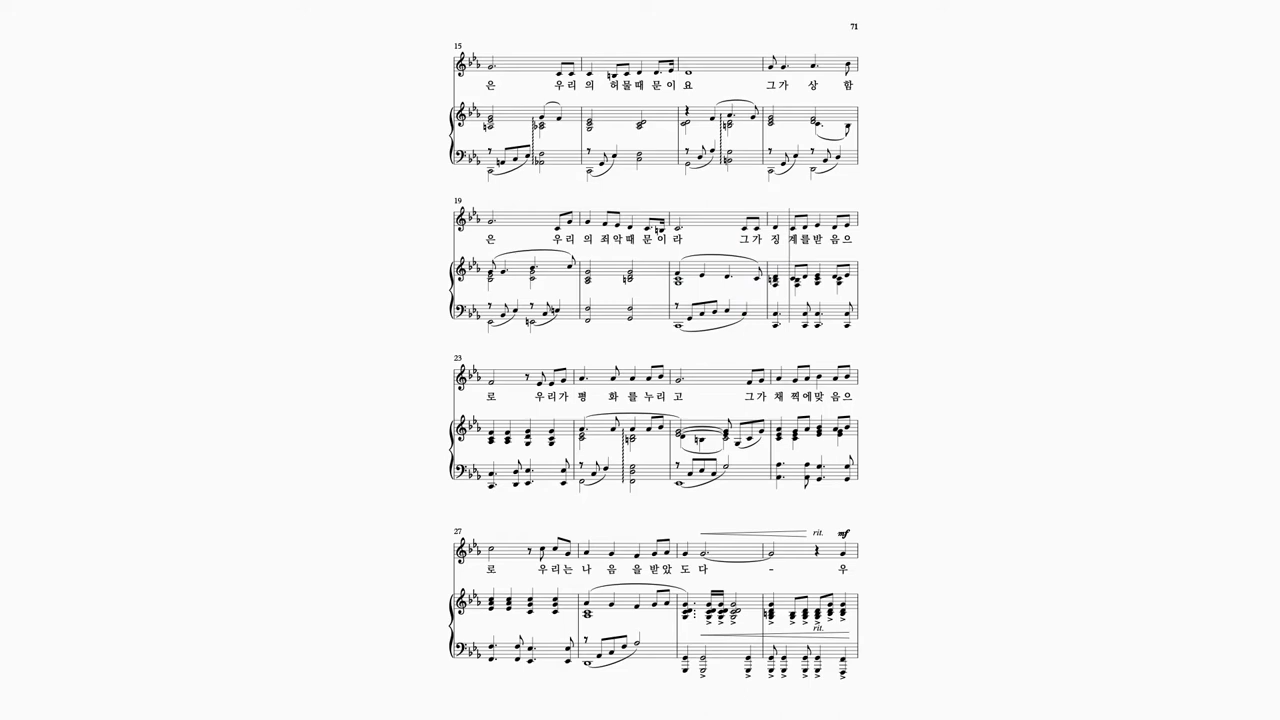 71
15
은 우리의 허물때문이요 그가 상 함
19
은 우리의 죄악때문이라 그가 징계를받음으
23
로 우리가 평 화를누리고 그가 채찍에맞음으
27
rit. mf
로 우리는 나음을받았도다 - 우
rit.